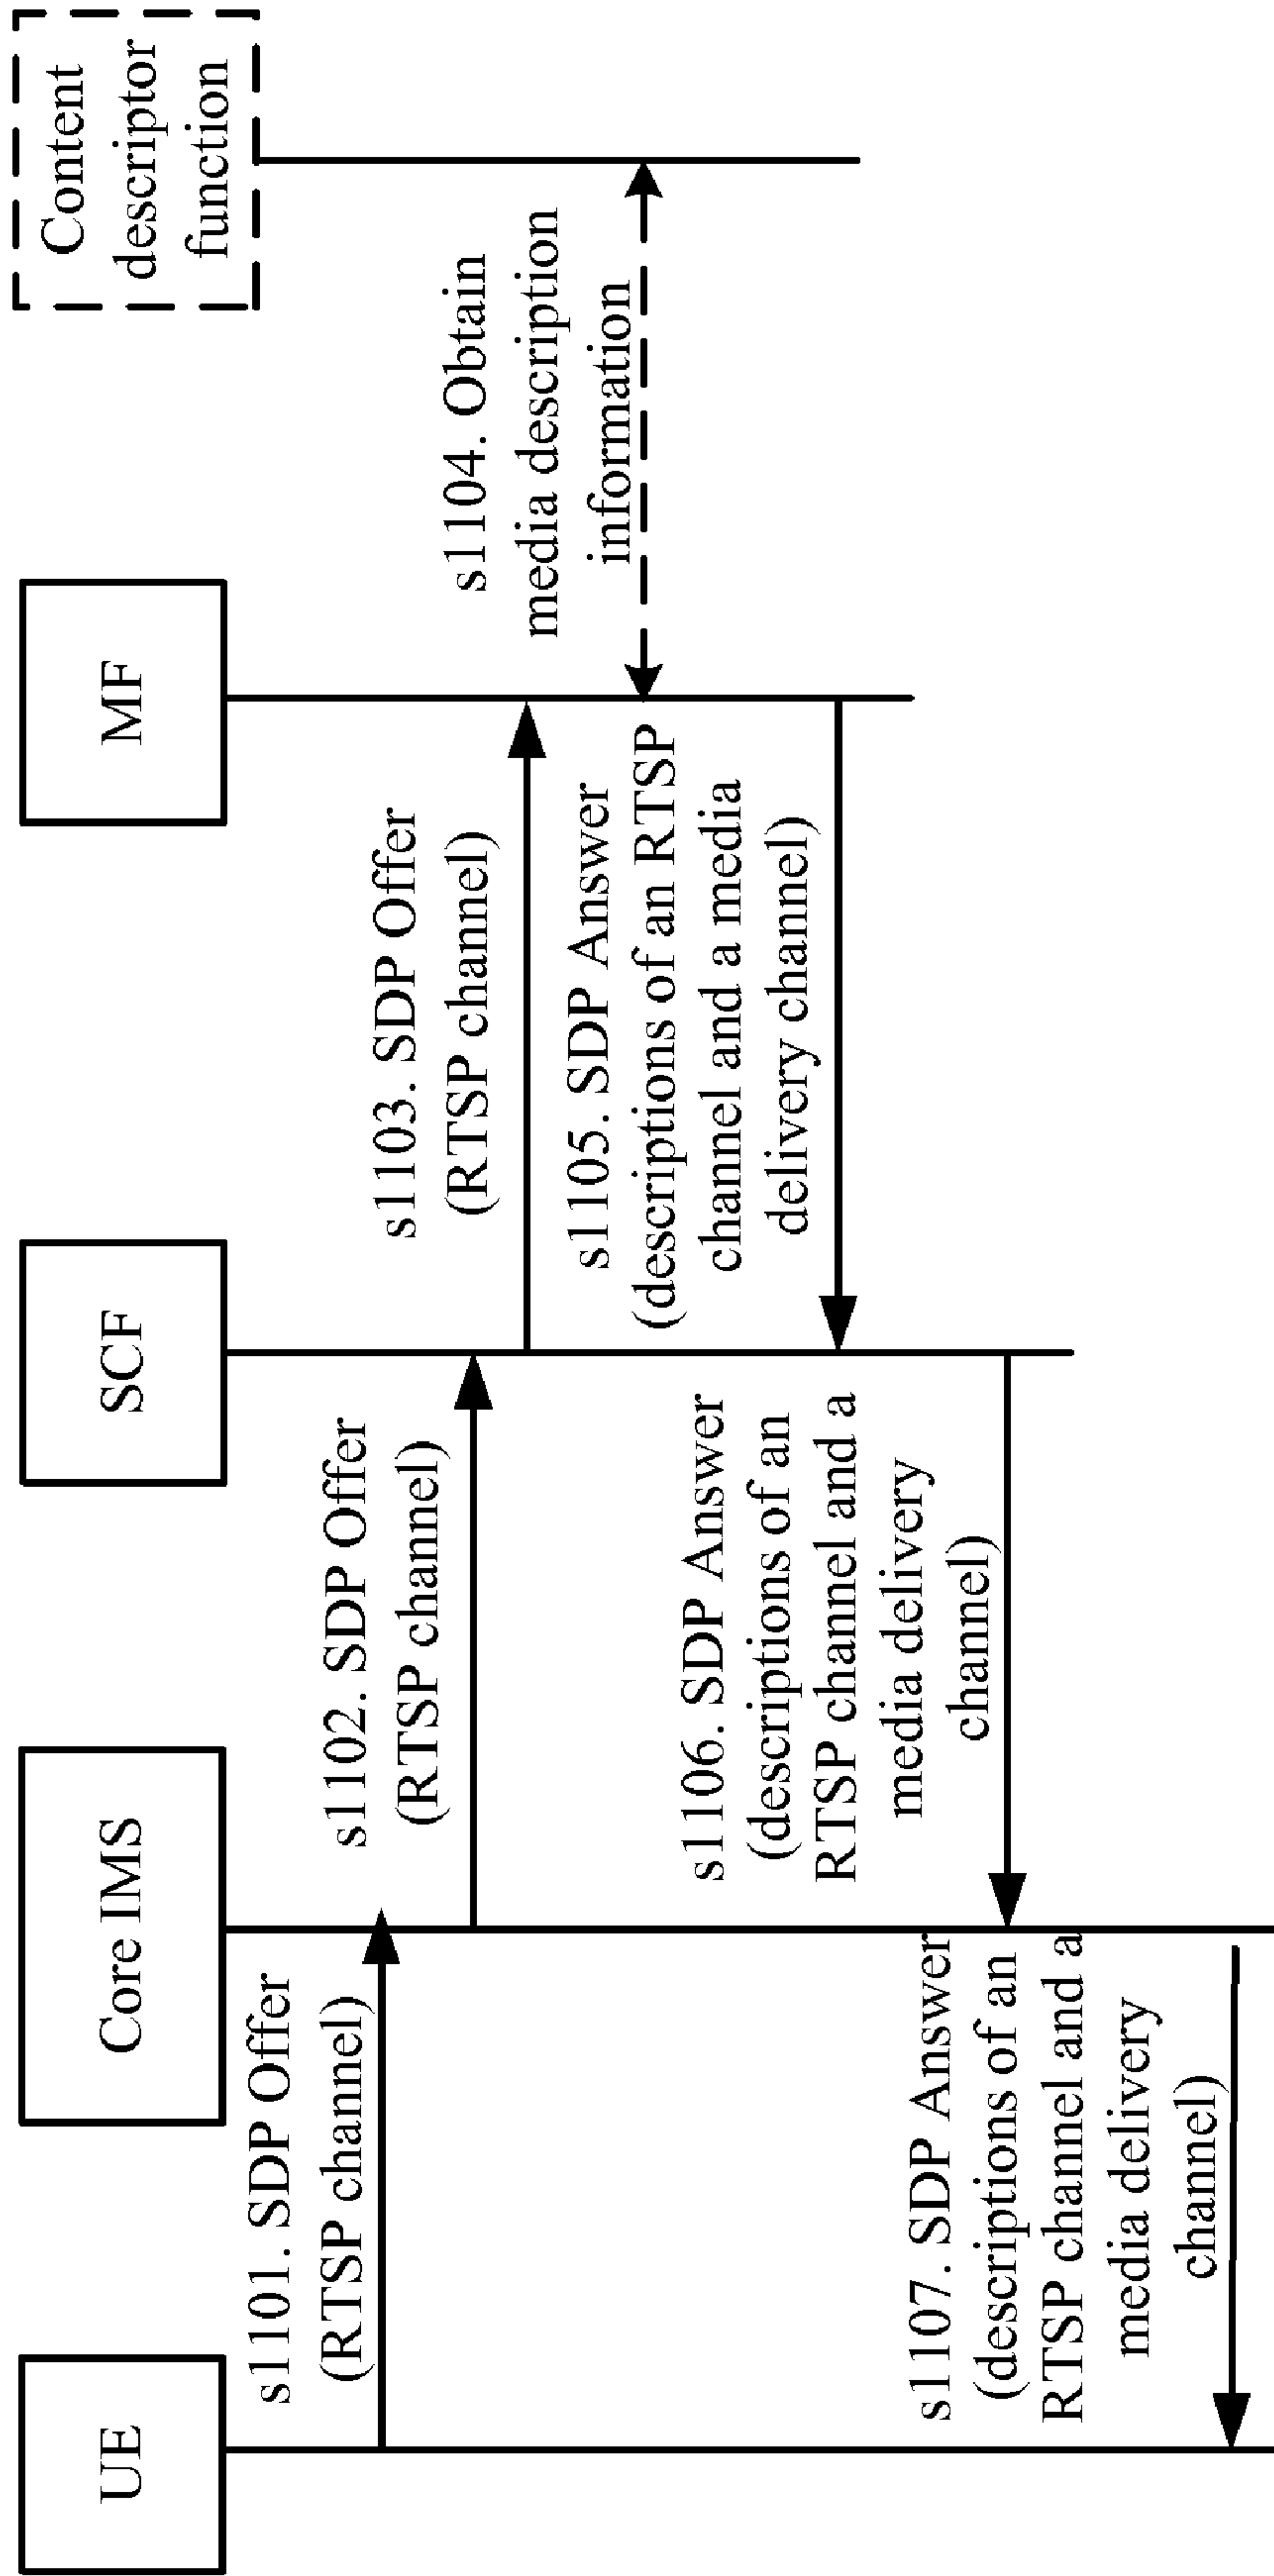 UE
Core IMS
SCF
MF
Content
descriptor
function
s1101. SDP Offer
(RTSP channel)
s1102. SDP Offer
(RTSP channel)
s1103. SDP Offer
(RTSP channel)
s1104. Obtain
media description
information
s1105. SDP Answer
(descriptions of an RTSP
channel and a media
delivery channel)
s1106. SDP Answer
(descriptions of an
RTSP channel and a
media delivery
channel)
s1107. SDP Answer
(descriptions of an
RTSP channel and a
media delivery
channel)